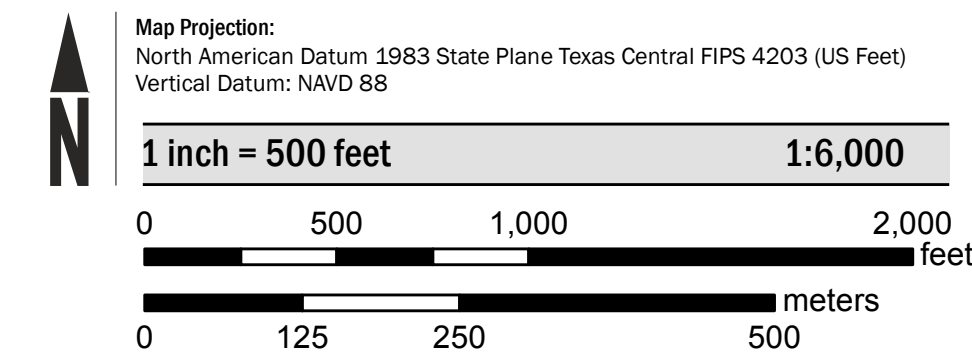 N
Map Projection:
North American Datum 1983 State Plane Texas Central FIPS 4203 (US Feet)
Vertical Datum: NAVD 88
1 inch = 500 feet 1:6,000
0 500 1,000 2,000
feet
meters
0 125 250 500